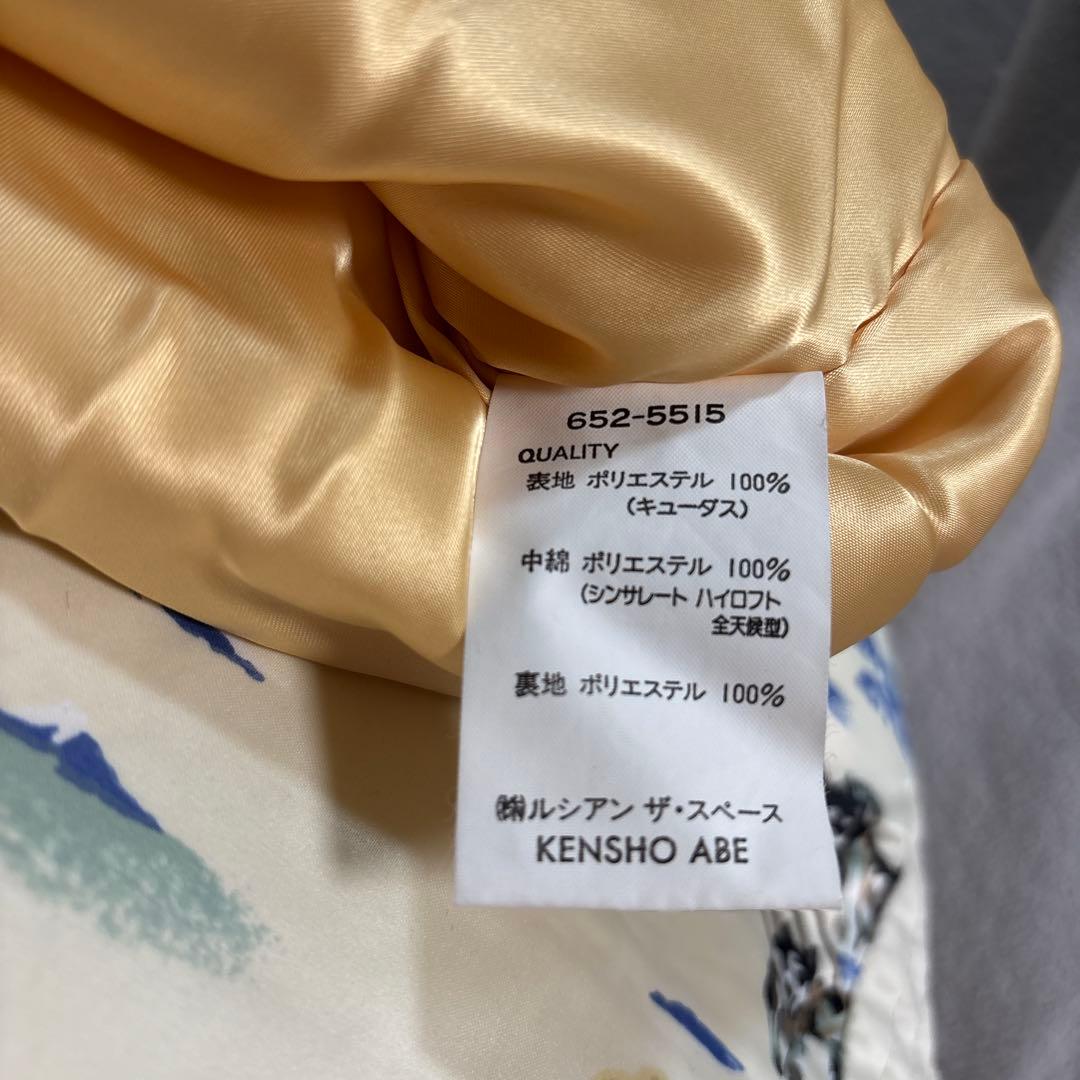 652-5515
QUALITY
表地 ポリエステル 100%
(キューダス)
中綿 ポリエステル 100%
(シンサレート ハイロフト
全天候型)
裏地 ポリエステル 100%
㈱ルシアン ザ・スペース
KENSHO ABE